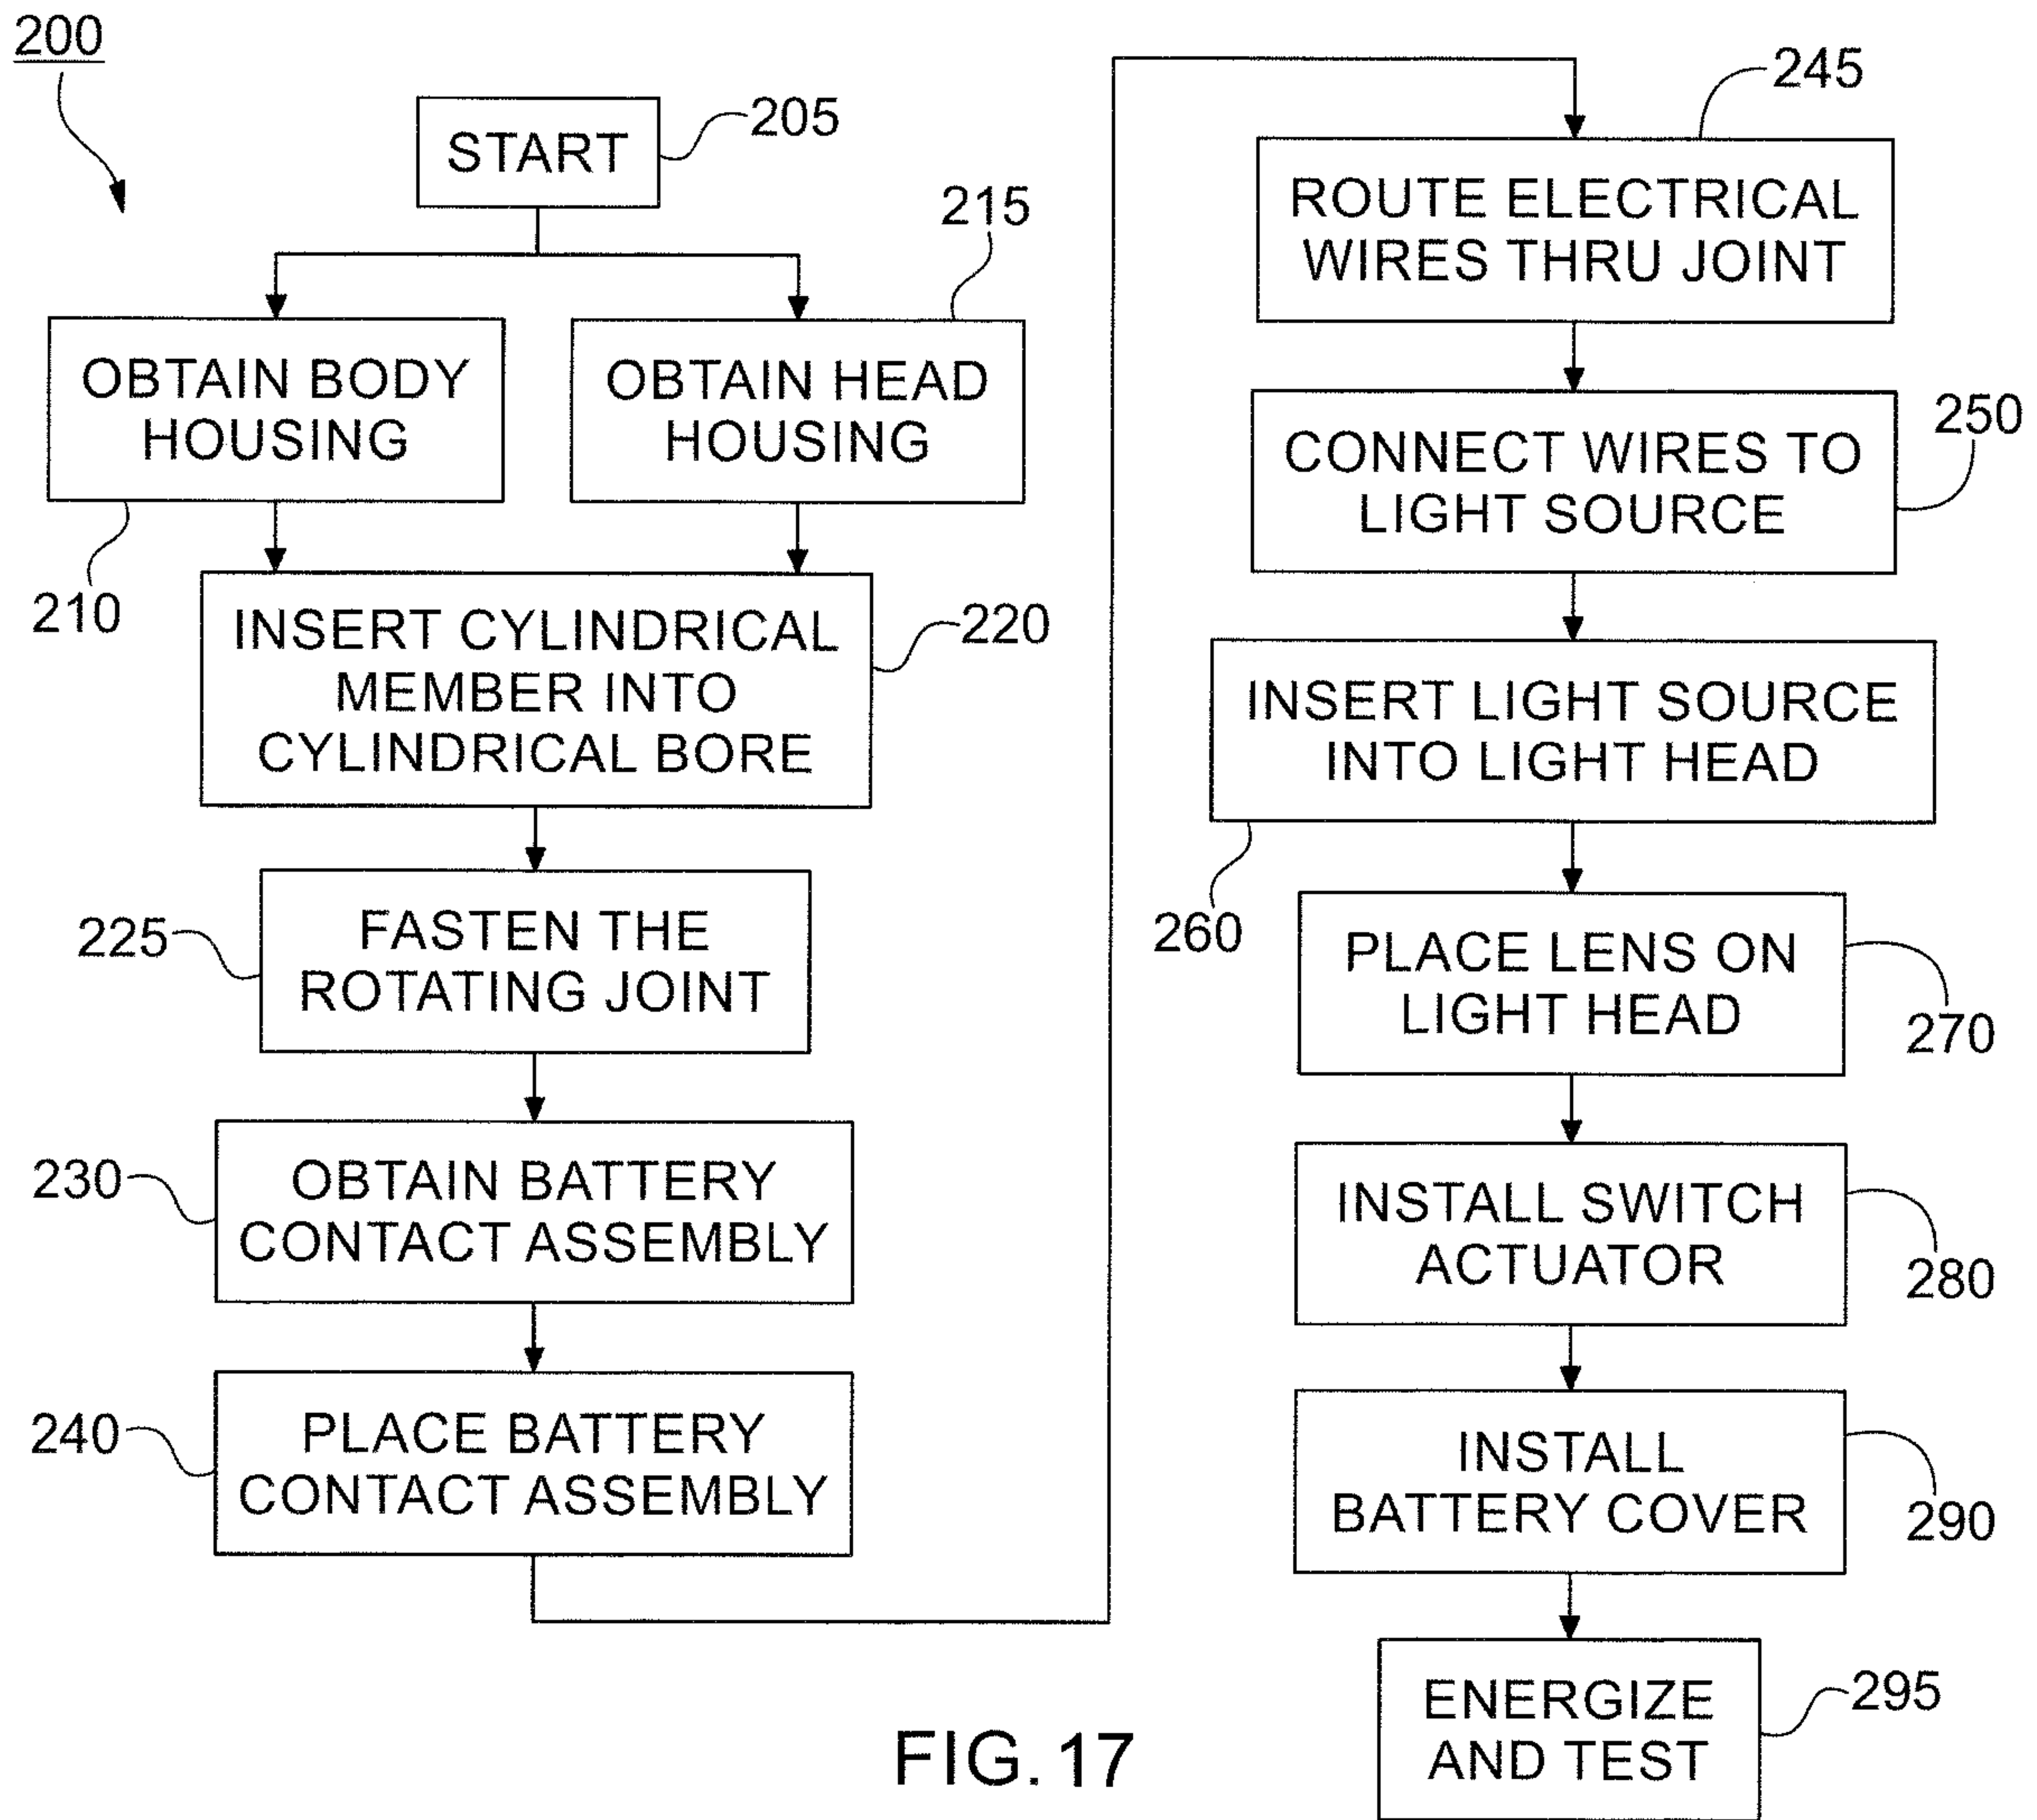 200
START
205
215
OBTAIN BODY
HOUSING
210
OBTAIN HEAD
HOUSING
INSERT CYLINDRICAL
MEMBER INTO
CYLINDRICAL BORE
220
225
FASTEN THE
ROTATING JOINT
230
OBTAIN BATTERY
CONTACT ASSEMBLY
240
PLACE BATTERY
CONTACT ASSEMBLY
245
ROUTE ELECTRICAL
WIRES THRU JOINT
250
CONNECT WIRES TO
LIGHT SOURCE
INSERT LIGHT SOURCE
INTO LIGHT HEAD
260
PLACE LENS ON
LIGHT HEAD
270
INSTALL SWITCH
ACTUATOR
280
INSTALL
BATTERY COVER
290
ENERGIZE
AND TEST
295
FIG. 17